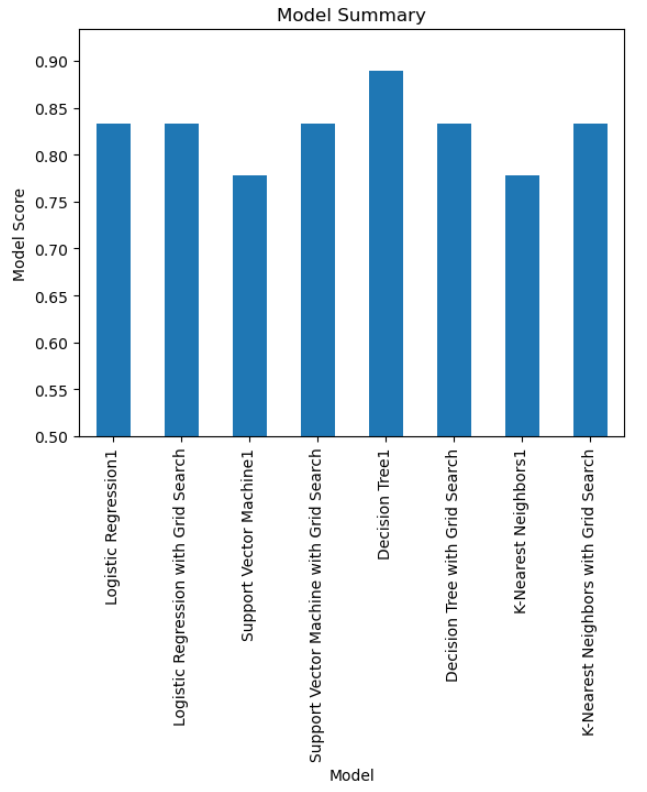 Model Summary
Model Score
0.90
0.85
0.80
0.75
0.70
0.65
0.60
0.55
0.50
Logistic Regression1
Logistic Regression with Grid Search
Support Vector Machine1
Support Vector Machine with Grid Search
Decision Tree1
Decision Tree with Grid Search
K-Nearest Neighbors1
K-Nearest Neighbors with Grid Search
Model